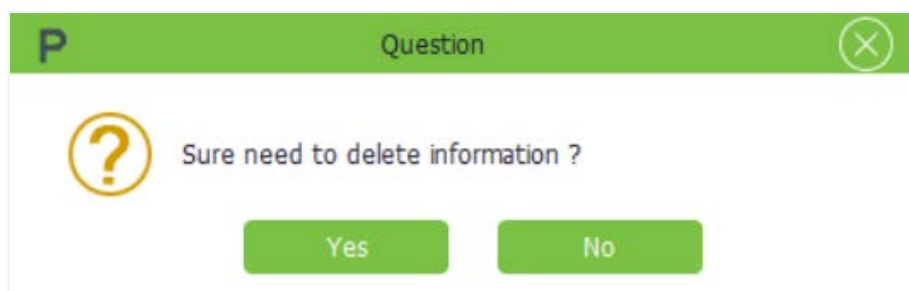 P Question
Sure need to delete information ?
Yes No